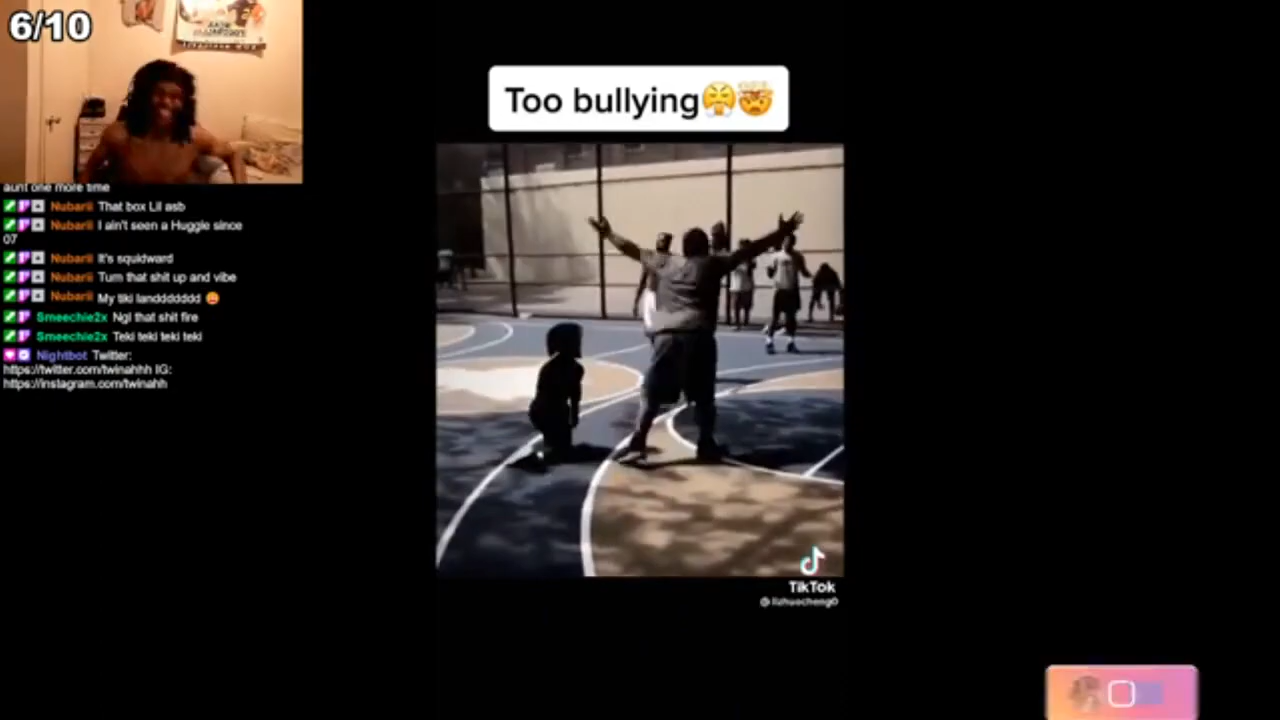 6/10
Too bullying😤🤯
aunt one more time
Nubarii That box Lil asb
Nubarii I ain't seen a Huggie since
07
Nubarii It's squidward
Nubarii Turn that shit up and vibe
Nubarii My tiki landdddddd 😛
Smeechie2x Ngl that shit fire
Smeechie2x Teki teki teki teki
Nightbot Twitter:
https://twitter.com/twinahhh IG:
https://instagram.com/twinahh
TikTok